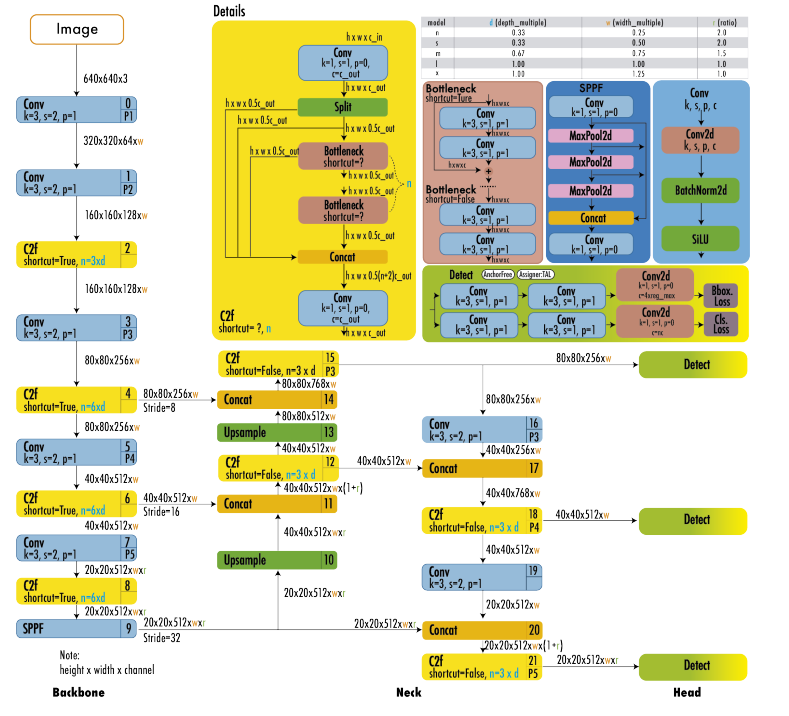 Image
640x640x3
Conv 0
k=3, s=2, p=1 P1
320x320x64xw
Conv 1
k=3, s=2, p=1 P2
160x160x128xw
C2f 2
shortcut=True, n=3xd
160x160x128xw
Conv 3
k=3, s=2, p=1 P3
80x80x256xw
C2f 4
shortcut=True, n=6xd
80x80x256xw
Stride=8
80x80x256xw
Conv 5
k=3, s=2, p=1 P4
40x40x512xw
C2f 6
shortcut=True, n=6xd
40x40x512xw
Stride=16
40x40x512xw
Conv 7
k=3, s=2, p=1 P5
20x20x512xwxr
C2f 8
shortcut=True, n=6xd
20x20x512xwxr
SPPF 9
20x20x512xwxr
Stride=32
Note:
height x width x channel
Backbone
Details
h x w x c_in
Conv
k=1, s=1, p=0,
c=c_out
h x w x c_out
Split
h x w x 0.5c_out
h x w x 0.5c_out
h x w x 0.5c_out
h x w x 0.5c_out
Bottleneck
shortcut=?
h x w x 0.5c_out
n
h x w x 0.5c_out
Bottleneck
shortcut=?
h x w x 0.5c_out
Concat
h x w x 0.5(n+2)c_out
Conv
k=1, s=1, p=0,
c=c_out
h x w x c_out
C2f
shortcut= ?, n
model d (depth_multiple) w (width_multiple) r (ratio)
n 0.33 0.25 2.0
s 0.33 0.50 2.0
m 0.67 0.75 1.5
l 1.00 1.00 1.0
x 1.00 1.25 1.0
Bottleneck
shortcut=Ture
hxwxc
Conv
k=3, s=1, p=1
Conv
k=3, s=1, p=1
hxwxc
+
Bottleneck
shortcut=False
hxwxc
Conv
k=3, s=1, p=1
Conv
k=3, s=1, p=1
hxwxc
SPPF
Conv
k=1, s=1, p=0
MaxPool2d
MaxPool2d
MaxPool2d
Concat
Conv
k=1, s=1, p=0
Conv
k, s, p, c
Conv2d
k, s, p, c
BatchNorm2d
SiLU
Detect AnchorFree Assigner:TAL
Conv
k=3, s=1, p=1
Conv
k=3, s=1, p=1
Conv2d
k=1, s=1, p=0
c=4xreg_max
Bbox.
Loss
Conv
k=3, s=1, p=1
Conv
k=3, s=1, p=1
Conv2d
k=1, s=1, p=0
c=nc
Cls.
Loss
C2f 15
shortcut=False, n=3 x d P3
80x80x256xw
Detect
80x80x768xw
Concat 14
80x80x512xw
Upsample 13
40x40x512xw
C2f 12
shortcut=False, n=3 x d
40x40x512xw
40x40x512xwx(1+r)
Concat 11
40x40x512xwxr
Upsample 10
20x20x512xwxr
20x20x512xwxr
80x80x256xw
Conv 16
k=3, s=2, p=1 P3
40x40x256xw
Concat 17
40x40x768xw
C2f 18
shortcut=False, n=3 x d P4
40x40x512xw
Detect
40x40x512xw
Conv 19
k=3, s=2, p=1
20x20x512xw
Concat 20
20x20x512xwx(1+r)
C2f 21
shortcut=False, n=3 x d P5
20x20x512xwxr
Detect
Neck
Head